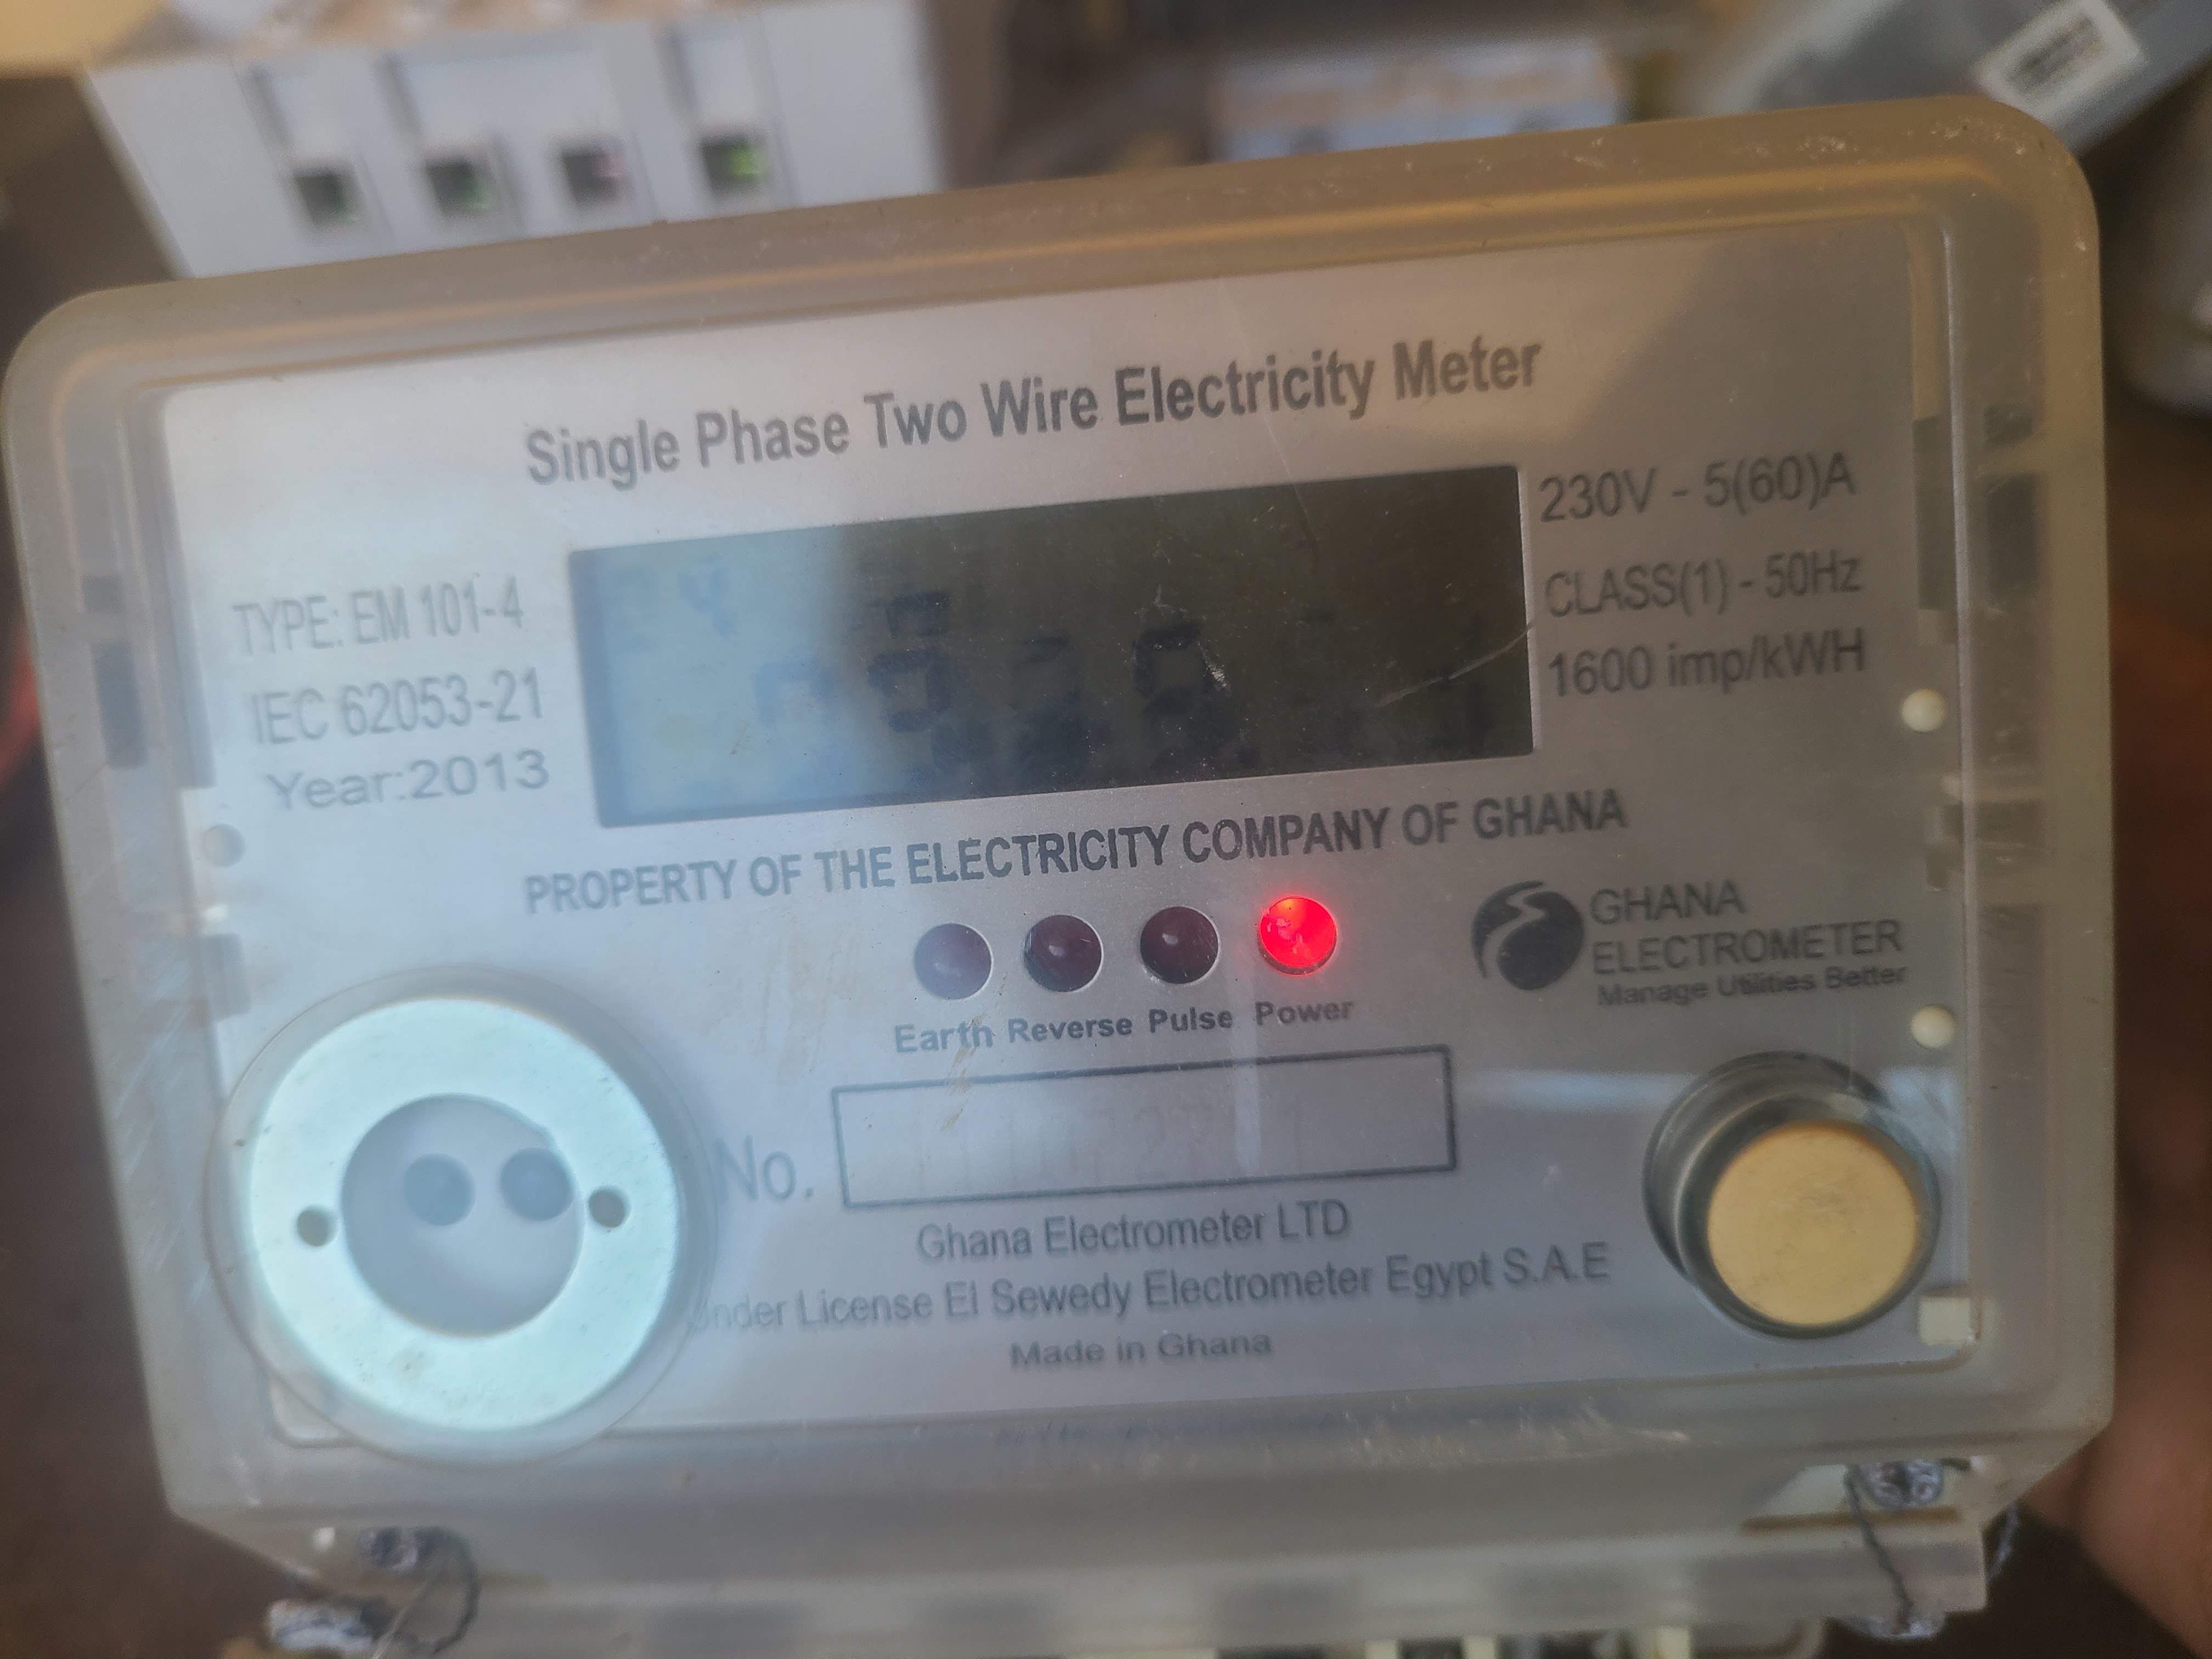 Single Phase Two Wire Electricity Meter
230V - 5(60)A
CLASS(1) - 50Hz
1600 imp/kWH
TYPE: EM 101-4
IEC 62053-21
Year:2013
PROPERTY OF THE ELECTRICITY COMPANY OF GHANA
Earth Reverse Pulse Power
GHANA
ELECTROMETER
Manage Utilities Better
No.
Ghana Electrometer LTD
Under License El Sewedy Electrometer Egypt S.A.E
Made in Ghana